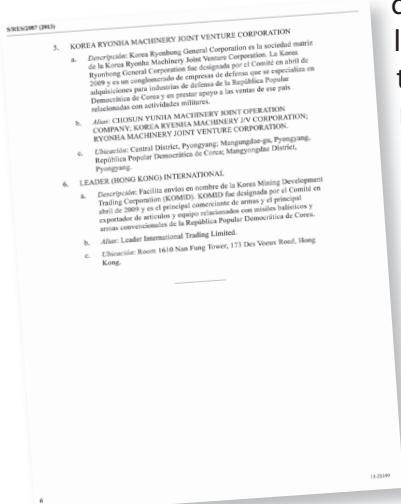 S/RES/2087 (2013)
5. KOREA RYONHA MACHINERY JOINT VENTURE CORPORATION
a. Descripción: Korea Ryonbong General Corporation es la sociedad matriz
de la Korea Ryonha Machinery Joint Venture Corporation. La Korea
Ryonbong General Corporation fue designada por el Comité en abril de
2009 y es un conglomerado de empresas de defensa que se especializa en
adquisiciones para industrias de defensa de la República Popular
Democrática de Corea y en prestar apoyo a las ventas de ese país
relacionadas con actividades militares.
b. Alias: CHOSUN YUNHA MACHINERY JOINT OPERATION
COMPANY; KOREA RYENHA MACHINERY J/V CORPORATION;
RYONHA MACHINERY JOINT VENTURE CORPORATION.
c. Ubicación: Central District, Pyongyang; Mangungdae-gu, Pyongyang,
República Popular Democrática de Corea; Mangyongdae District,
Pyongyang.
6. LEADER (HONG KONG) INTERNATIONAL
a. Descripción: Facilita envíos en nombre de la Korea Mining Development
Trading Corporation (KOMID). KOMID fue designada por el Comité en
abril de 2009 y es el principal comerciante de armas y el principal
exportador de artículos y equipo relacionados con misiles balísticos y
armas convencionales de la República Popular Democrática de Corea.
b. Alias: Leader International Trading Limited.
c. Ubicación: Room 1610 Nan Fung Tower, 173 Des Voeux Road, Hong
Kong.
6